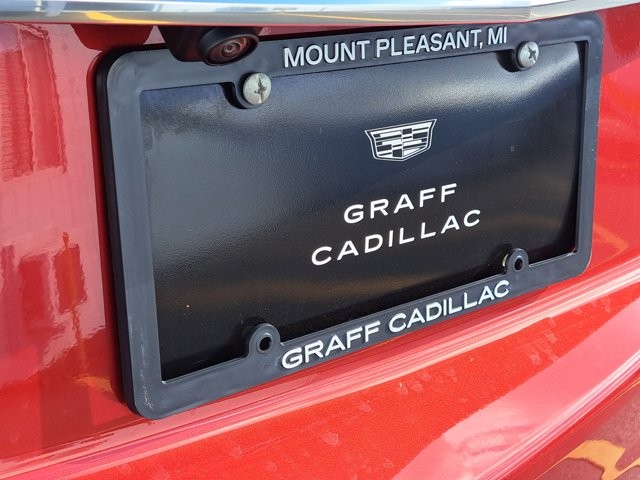 MOUNT PLEASANT, MI
GRAFF
CADILLAC
GRAFF CADILLAC